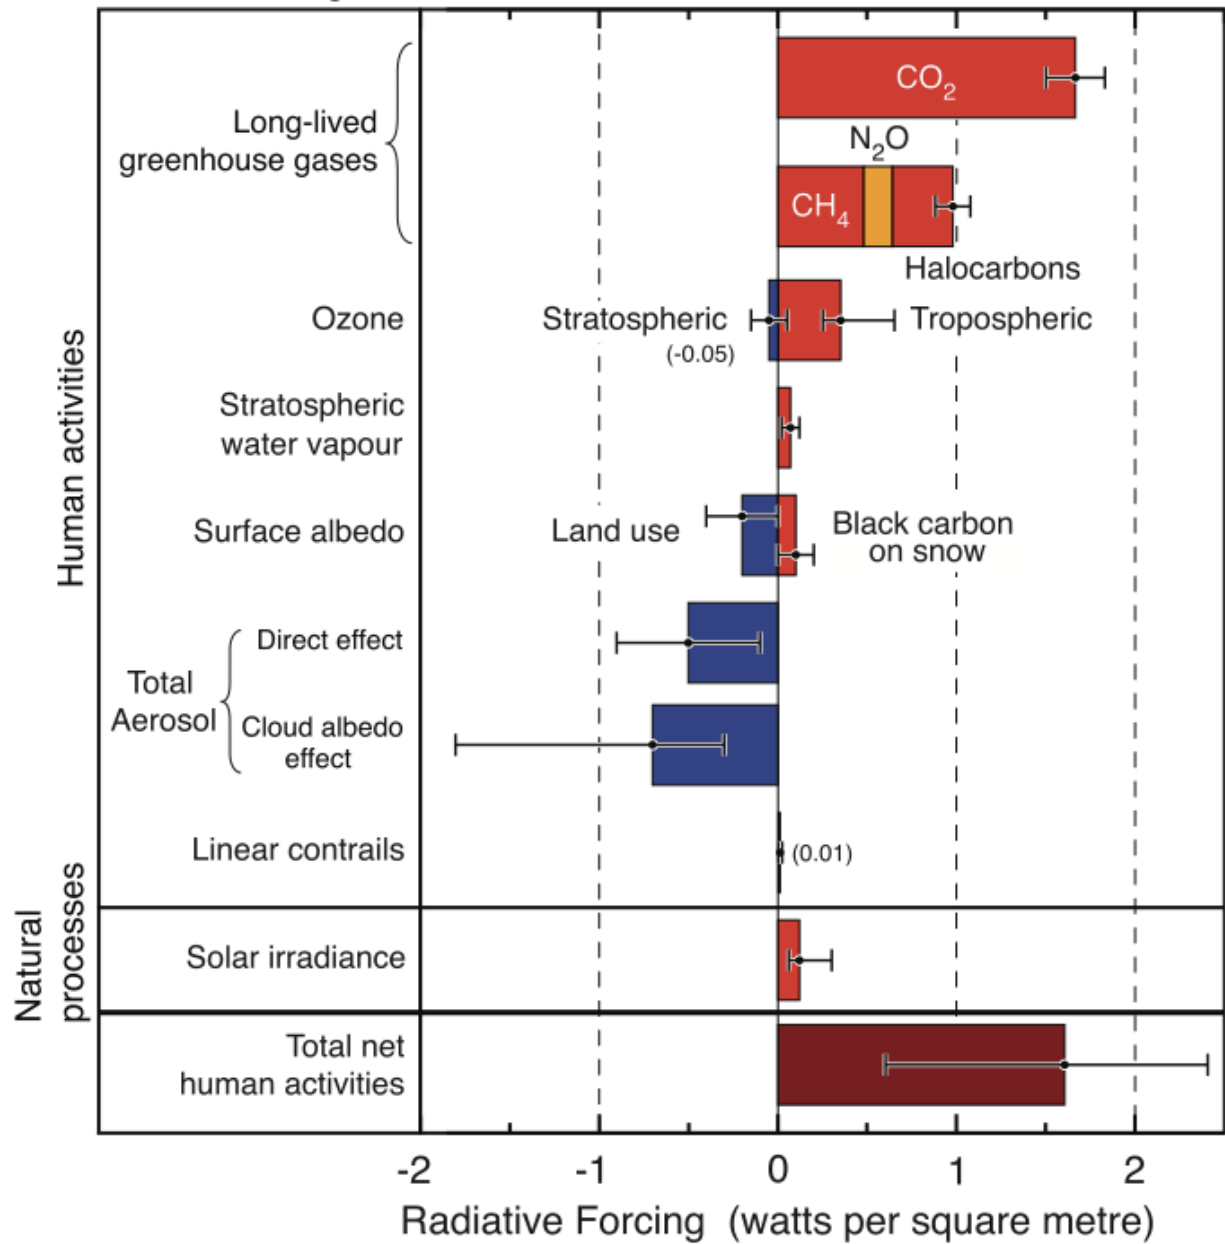 CO₂
Long-lived
greenhouse gases
N₂O
CH₄
Halocarbons
Ozone
Stratospheric
(-0.05)
Tropospheric
Stratospheric
water vapour
Human activities
Surface albedo
Land use
Black carbon
on snow
Total
Aerosol
Direct effect
Cloud albedo
effect
Linear contrails
(0.01)
Natural
processes
Solar irradiance
Total net
human activities
-2 -1 0 1 2
Radiative Forcing (watts per square metre)